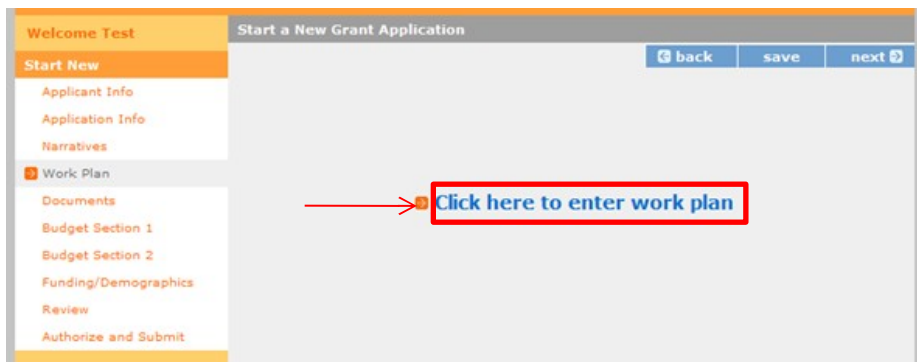 Welcome Test
Start a New Grant Application
Start New
back
save
next
Applicant Info
Application Info
Narratives
Work Plan
Documents
Budget Section 1
Budget Section 2
Funding/Demographics
Review
Authorize and Submit
Click here to enter work plan